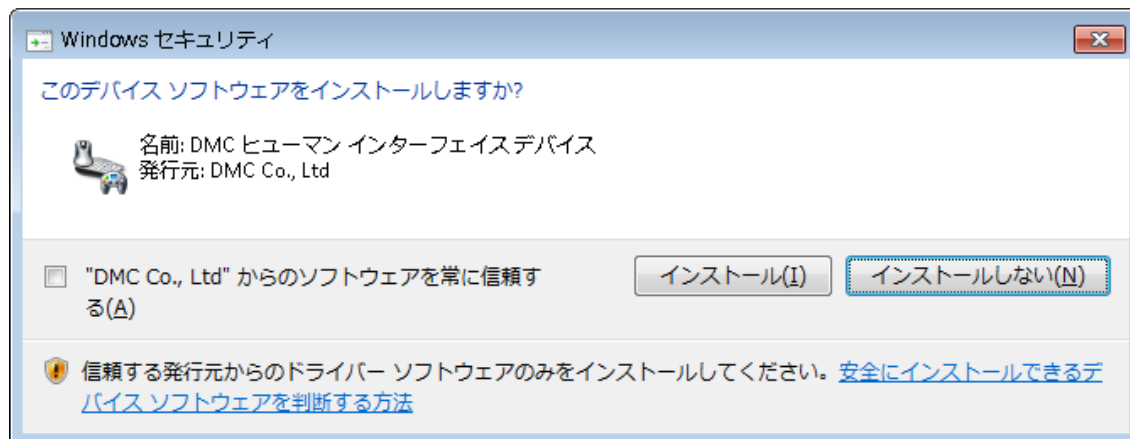 Windows セキュリティ
このデバイス ソフトウェアをインストールしますか?
名前: DMC ヒューマン インターフェイス デバイス
発行元: DMC Co., Ltd
"DMC Co., Ltd" からのソフトウェアを常に信頼す
る(A)
インストール(I)
インストールしない(N)
信頼する発行元からのドライバー ソフトウェアのみをインストールしてください。安全にインストールできるデ
バイス ソフトウェアを判断する方法